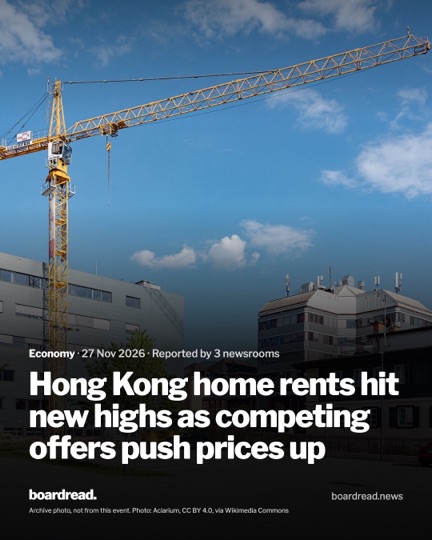 Economy · 27 Nov 2026 · Reported by 3 newsrooms
Hong Kong home rents hit
new highs as competing
offers push prices up
boardread.
boardread.news
Archive photo, not from this event. Photo: Aciarium, CC BY 4.0, via Wikimedia Commons